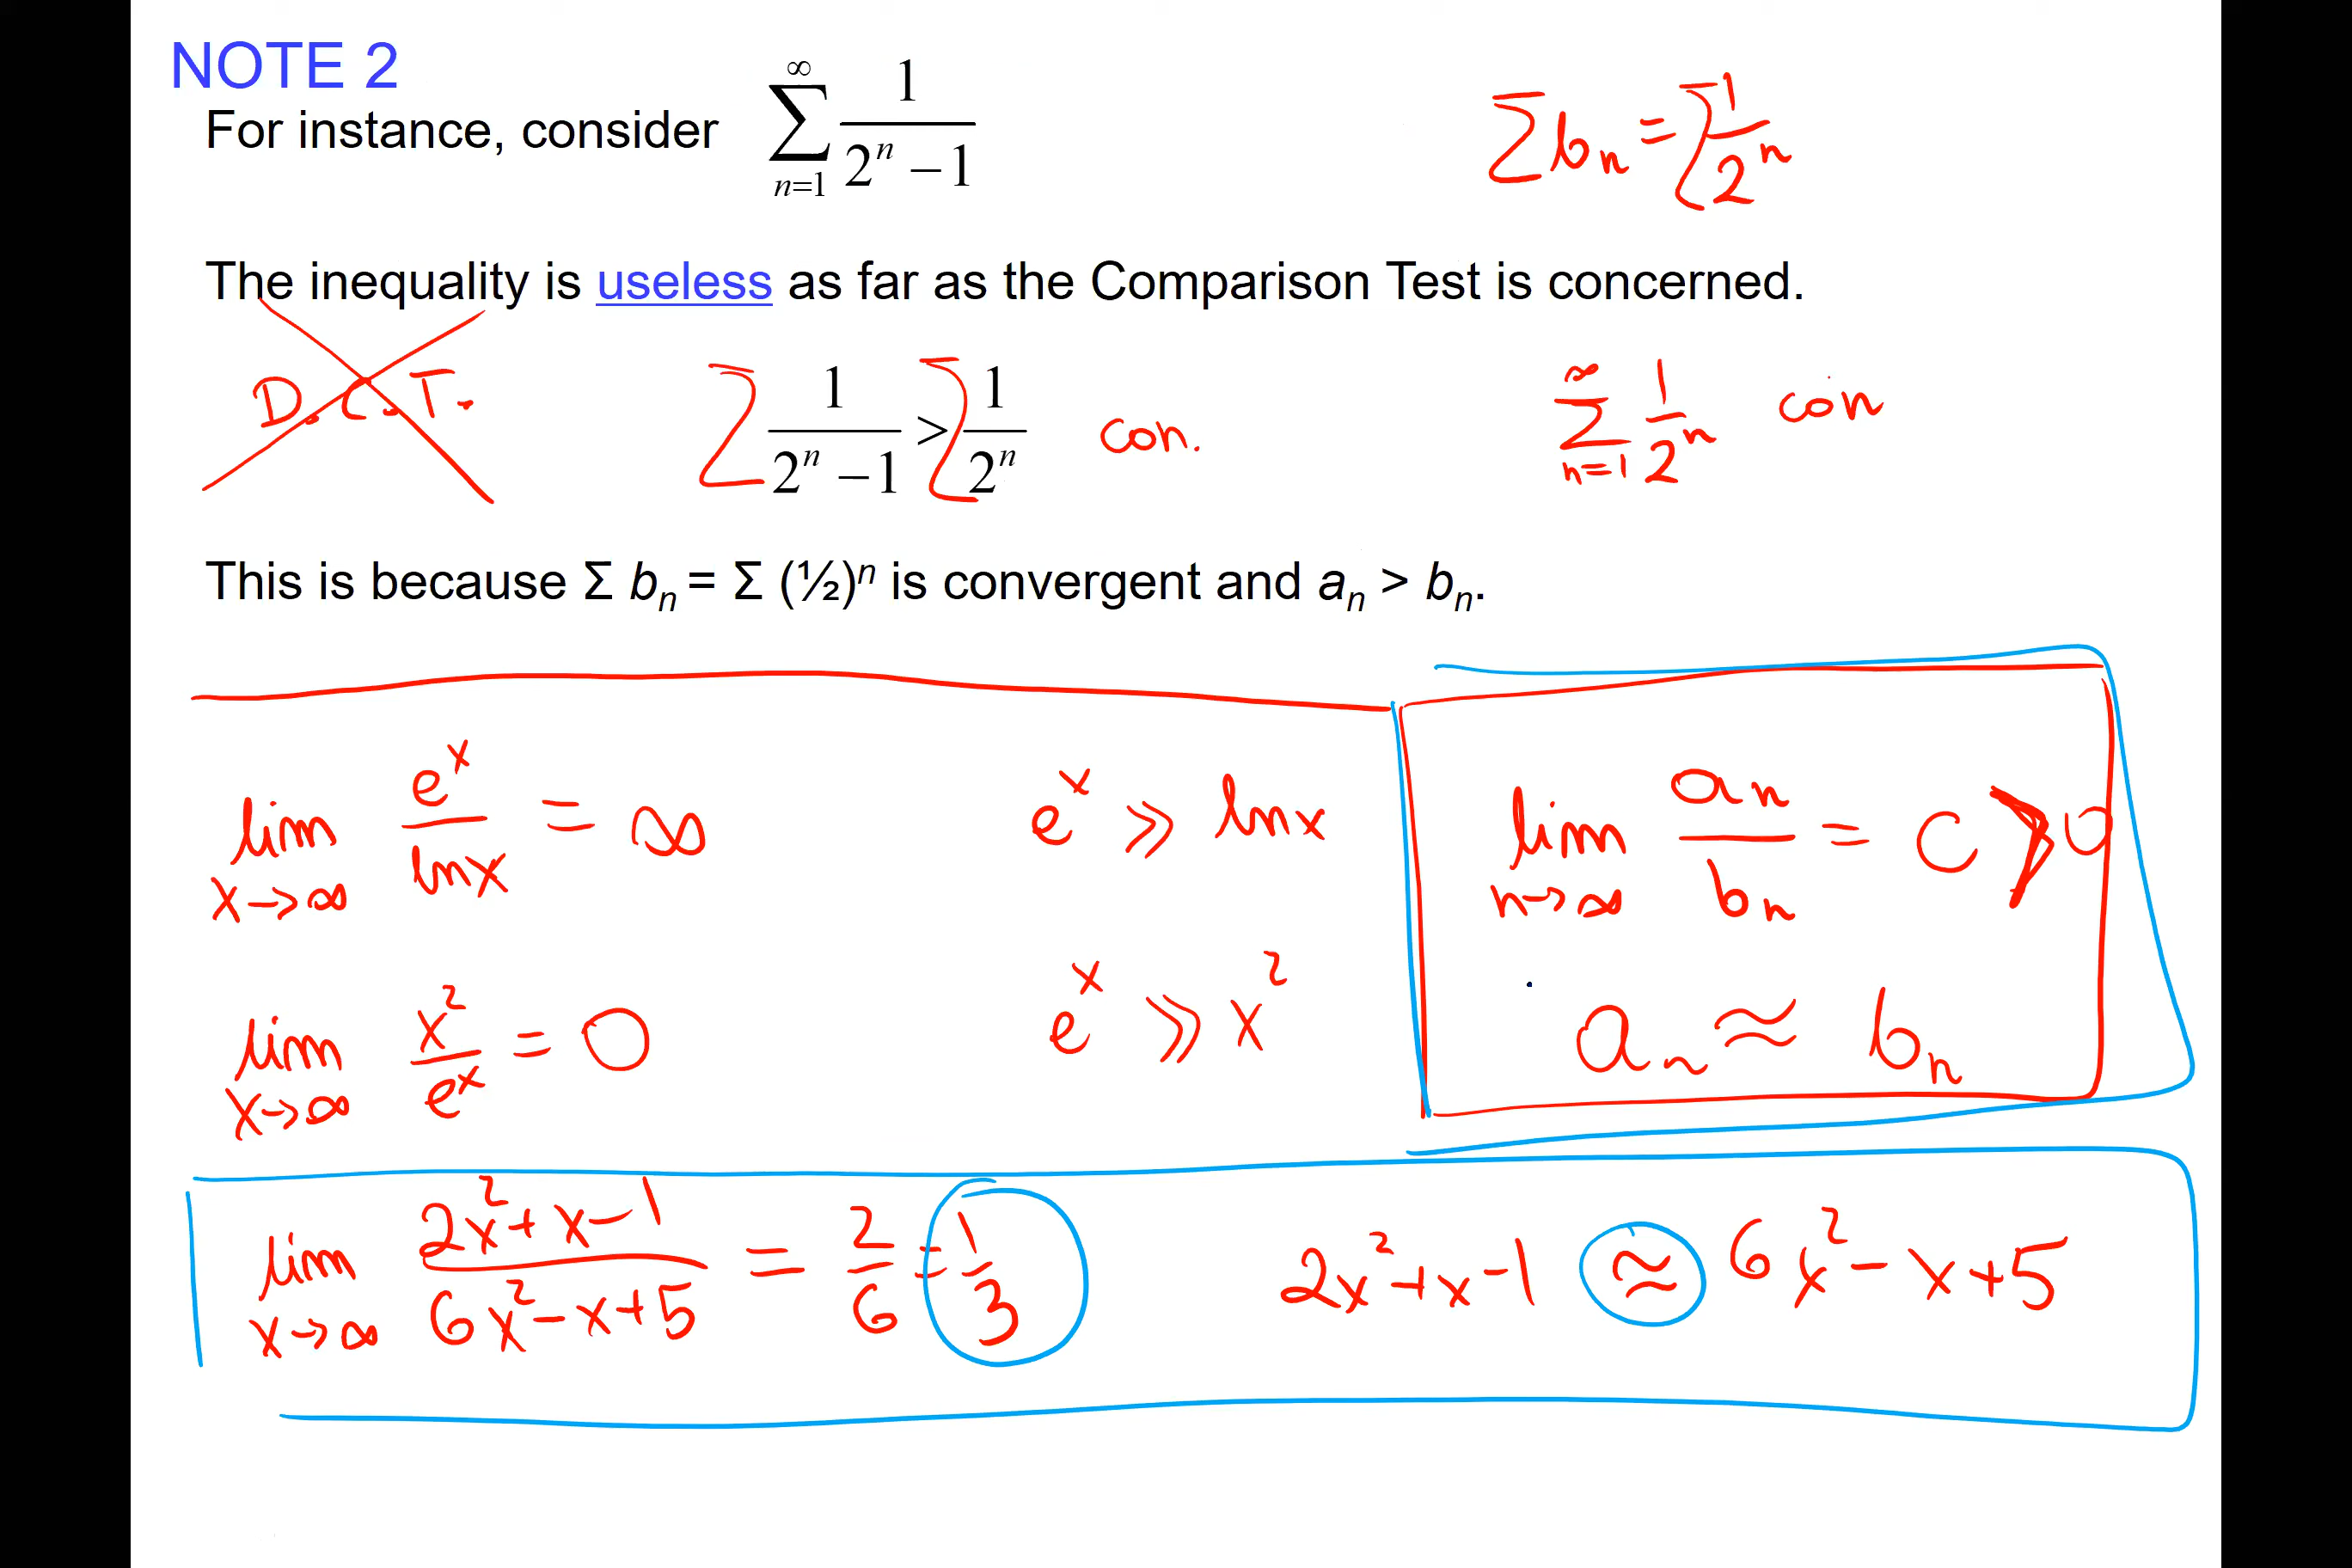 NOTE 2
For instance, consider ∑_{n=1}^{∞} 1/(2^n − 1)
∑ b_n = ∑ 1/2^n
The inequality is useless as far as the Comparison Test is concerned.
D.C.T.
∑ 1/(2^n − 1) > ∑ 1/2^n con.
∑_{n=1}^{∞} 1/2^n con
This is because Σ b_n = Σ (½)^n is convergent and a_n > b_n.
lim_{x→∞} e^x/ln x = ∞
e^x ≫ ln x
lim_{n→∞} a_n/b_n = C > 0
lim_{x→∞} x^2/e^x = 0
e^x ≫ x^2
a_n ≈ b_n
lim_{x→∞} (2x^2 + x − 1)/(6x^2 − x + 5) = 2/6 = 1/3
2x^2 + x − 1 ≈ 6x^2 − x + 5